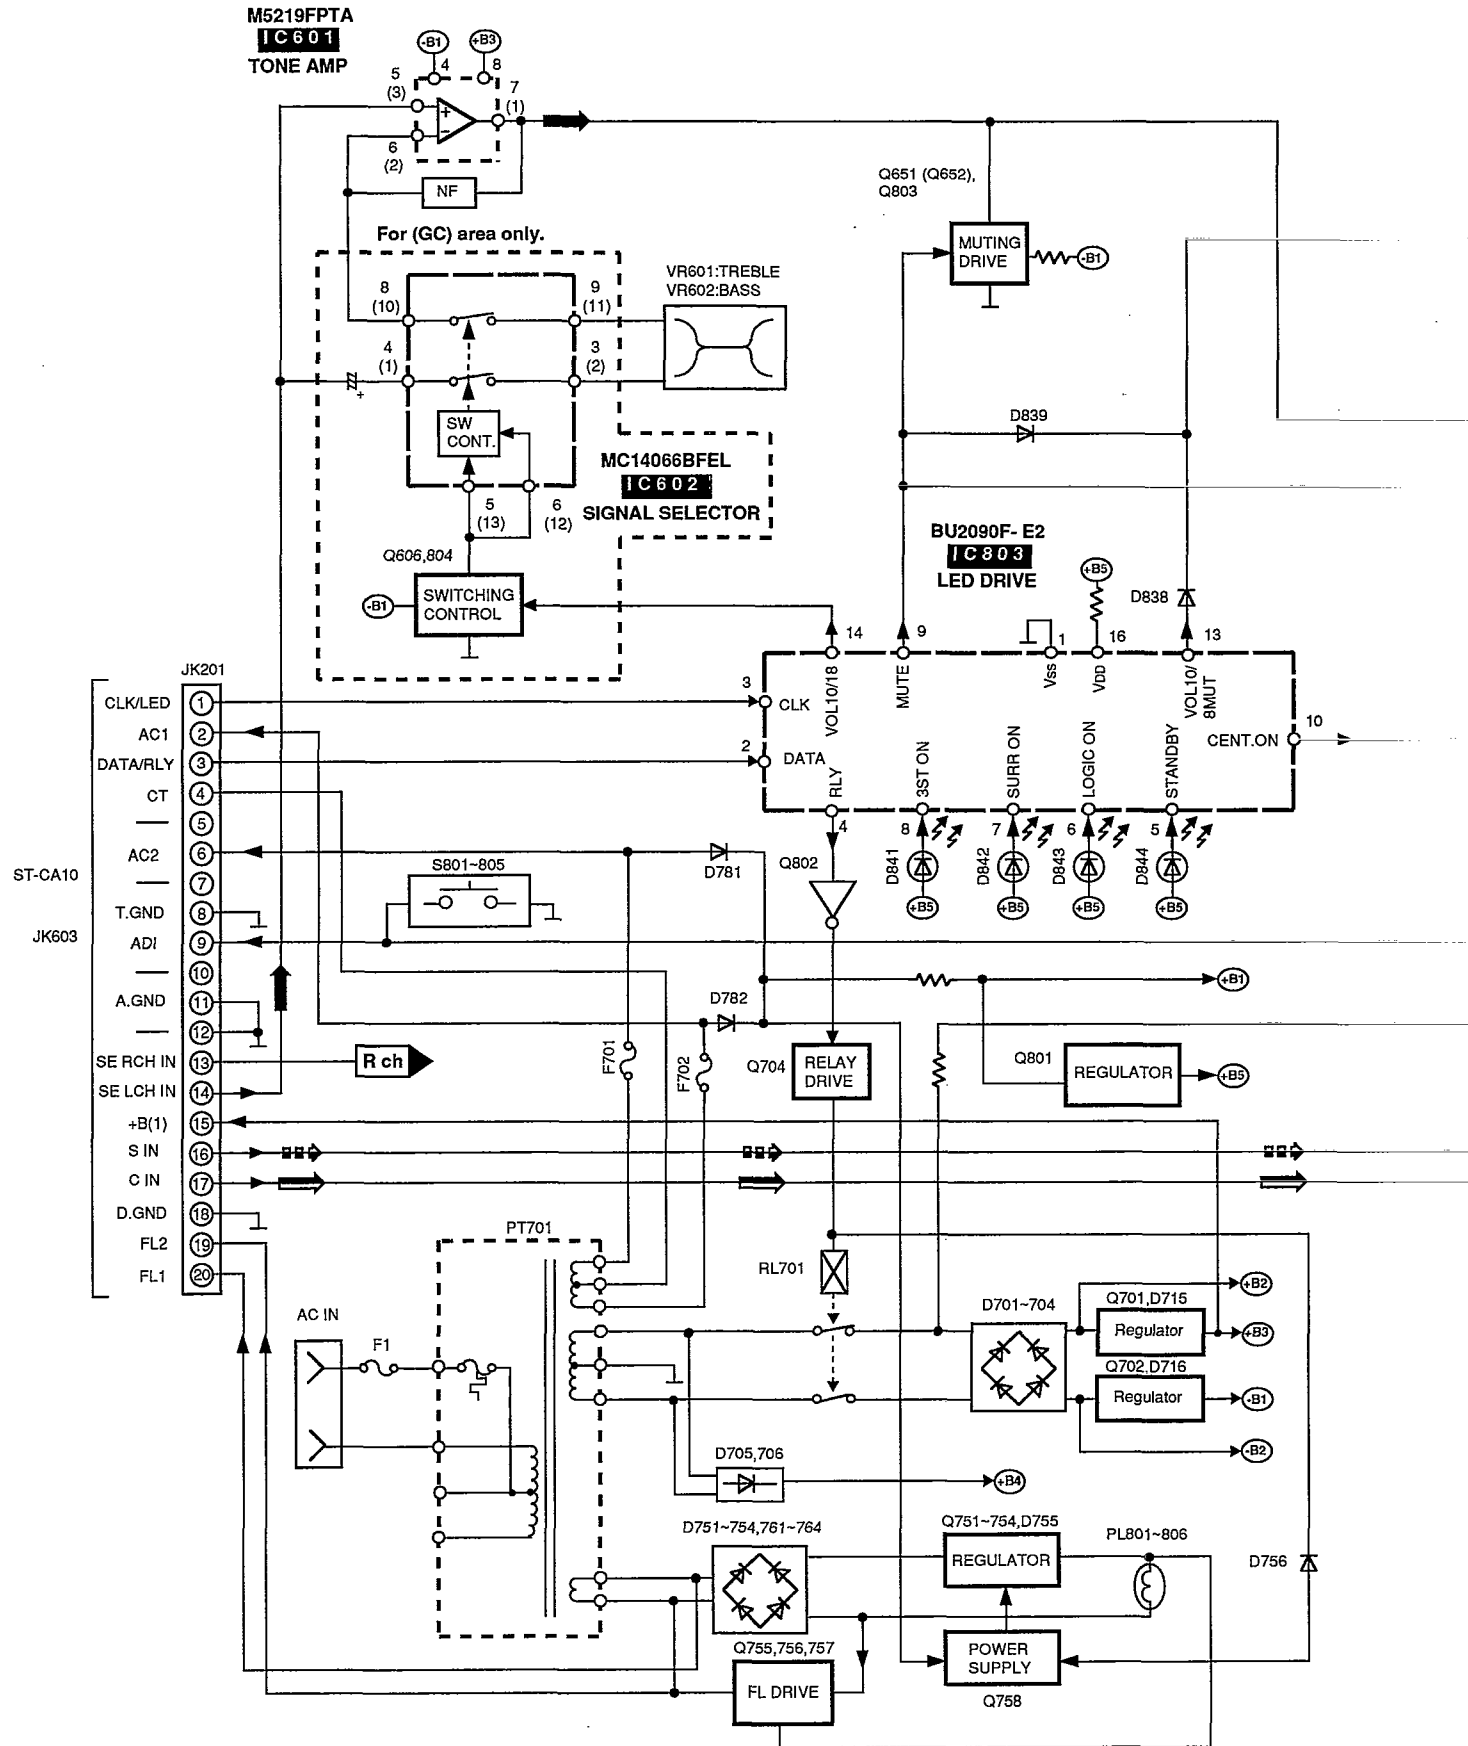 M5219FPTA
IC601
TONE AMP
-B1
+B3
4
8
5
(3)
7
(1)
+
−
6
(2)
NF
For (GC) area only.
8
(10)
9
(11)
4
(1)
3
(2)
+
VR601:TREBLE
VR602:BASS
SW
CONT.
5
(13)
6
(12)
MC14066BFEL
IC602
SIGNAL SELECTOR
Q606,804
-B1
SWITCHING
CONTROL
Q651 (Q652),
Q803
MUTING
DRIVE
-B1
D839
BU2090F-E2
IC803
LED DRIVE
+B5
D838
14
9
1
16
13
3
CLK
2
DATA
VOL10/18
MUTE
Vss
VDD
VOL10/
8MUT
10
CENT.ON
RLY
3ST ON
SURR ON
LOGIC ON
STANDBY
4
8
7
6
5
D841
D842
D843
D844
+B5
+B5
+B5
+B5
Q802
JK201
CLK/LED
1
AC1
2
DATA/RLY
3
CT
4
—
5
AC2
6
—
7
T.GND
8
ADI
9
—
10
A.GND
11
—
12
SE RCH IN
13
SE LCH IN
14
+B(1)
15
S IN
16
C IN
17
D.GND
18
FL2
19
FL1
20
ST-CA10
JK603
S801~805
D781
D782
R ch
F701
F702
+B1
Q704
RELAY
DRIVE
Q801
REGULATOR
+B5
PT701
AC IN
F1
RL701
D701~704
+B2
Q701,D715
Regulator
+B3
Q702,D716
Regulator
-B1
-B2
D705,706
+B4
D751~754,761~764
Q751~754,D755
REGULATOR
PL801~806
D756
Q755,756,757
FL DRIVE
POWER
SUPPLY
Q758